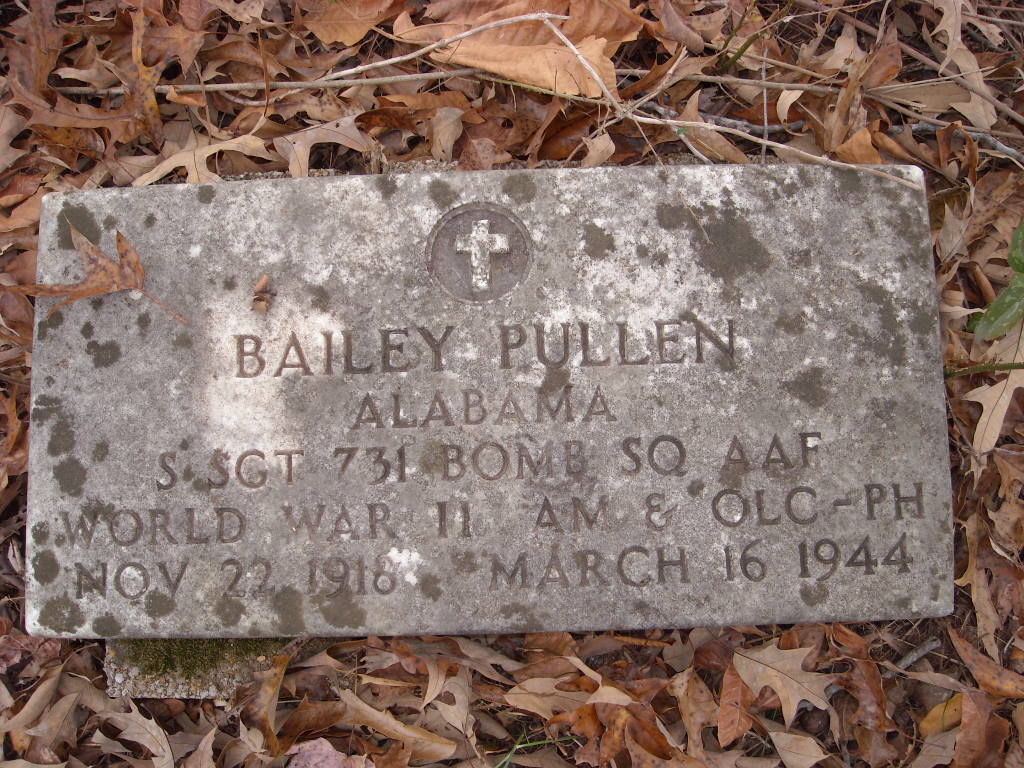 BAILEY PULLEN
ALABAMA
S SGT 731 BOMB SQ AAF
WORLD WAR II AM & OLC-PH
NOV 22 1918 MARCH 16 1944